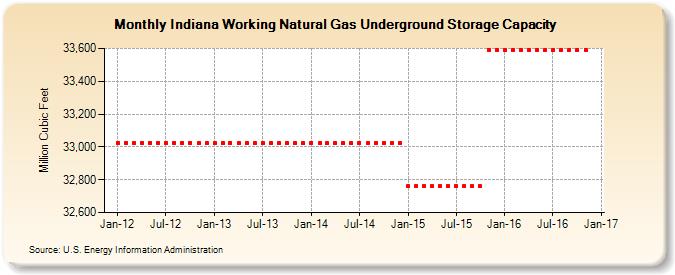 Monthly Indiana Working Natural Gas Underground Storage Capacity
Million Cubic Feet
33,600
33,400
33,200
33,000
32,800
32,600
Jan-12 Jul-12 Jan-13 Jul-13 Jan-14 Jul-14 Jan-15 Jul-15 Jan-16 Jul-16 Jan-17
Source: U.S. Energy Information Administration